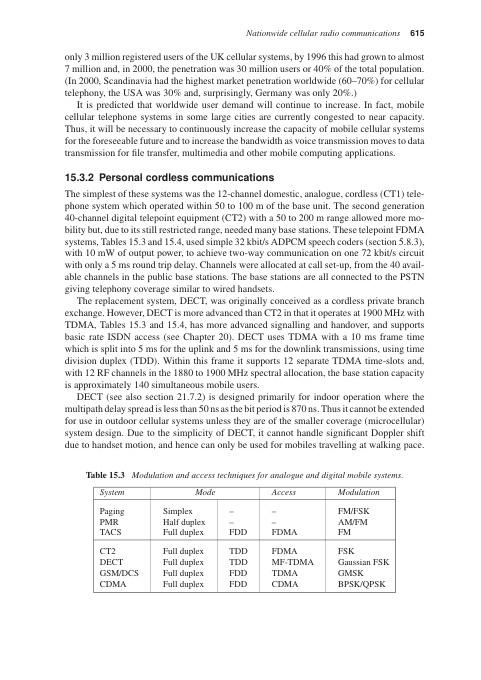 Nationwide cellular radio communications 615
only 3 million registered users of the UK cellular systems, by 1996 this had grown to almost
7 million and, in 2000, the penetration was 30 million users or 40% of the total population.
(In 2000, Scandinavia had the highest market penetration worldwide (60–70%) for cellular
telephony, the USA was 30% and, surprisingly, Germany was only 20%.)
It is predicted that worldwide user demand will continue to increase. In fact, mobile
cellular telephone systems in some large cities are currently congested to near capacity.
Thus, it will be necessary to continuously increase the capacity of mobile cellular systems
for the foreseeable future and to increase the bandwidth as voice transmission moves to data
transmission for file transfer, multimedia and other mobile computing applications.
15.3.2 Personal cordless communications
The simplest of these systems was the 12-channel domestic, analogue, cordless (CT1) tele-
phone system which operated within 50 to 100 m of the base unit. The second generation
40-channel digital telepoint equipment (CT2) with a 50 to 200 m range allowed more mo-
bility but, due to its still restricted range, needed many base stations. These telepoint FDMA
systems, Tables 15.3 and 15.4, used simple 32 kbit/s ADPCM speech coders (section 5.8.3),
with 10 mW of output power, to achieve two-way communication on one 72 kbit/s circuit
with only a 5 ms round trip delay. Channels were allocated at call set-up, from the 40 avail-
able channels in the public base stations. The base stations are all connected to the PSTN
giving telephony coverage similar to wired handsets.
The replacement system, DECT, was originally conceived as a cordless private branch
exchange. However, DECT is more advanced than CT2 in that it operates at 1900 MHz with
TDMA, Tables 15.3 and 15.4, has more advanced signalling and handover, and supports
basic rate ISDN access (see Chapter 20). DECT uses TDMA with a 10 ms frame time
which is split into 5 ms for the uplink and 5 ms for the downlink transmissions, using time
division duplex (TDD). Within this frame it supports 12 separate TDMA time-slots and,
with 12 RF channels in the 1880 to 1900 MHz spectral allocation, the base station capacity
is approximately 140 simultaneous mobile users.
DECT (see also section 21.7.2) is designed primarily for indoor operation where the
multipath delay spread is less than 50 ns as the bit period is 870 ns. Thus it cannot be extended
for use in outdoor cellular systems unless they are of the smaller coverage (microcellular)
system design. Due to the simplicity of DECT, it cannot handle significant Doppler shift
due to handset motion, and hence can only be used for mobiles travelling at walking pace.
Table 15.3 Modulation and access techniques for analogue and digital mobile systems.
System Mode Access Modulation
Paging Simplex – – FM/FSK
PMR Half duplex – – AM/FM
TACS Full duplex FDD FDMA FM
CT2 Full duplex TDD FDMA FSK
DECT Full duplex TDD MF-TDMA Gaussian FSK
GSM/DCS Full duplex FDD TDMA GMSK
CDMA Full duplex FDD CDMA BPSK/QPSK